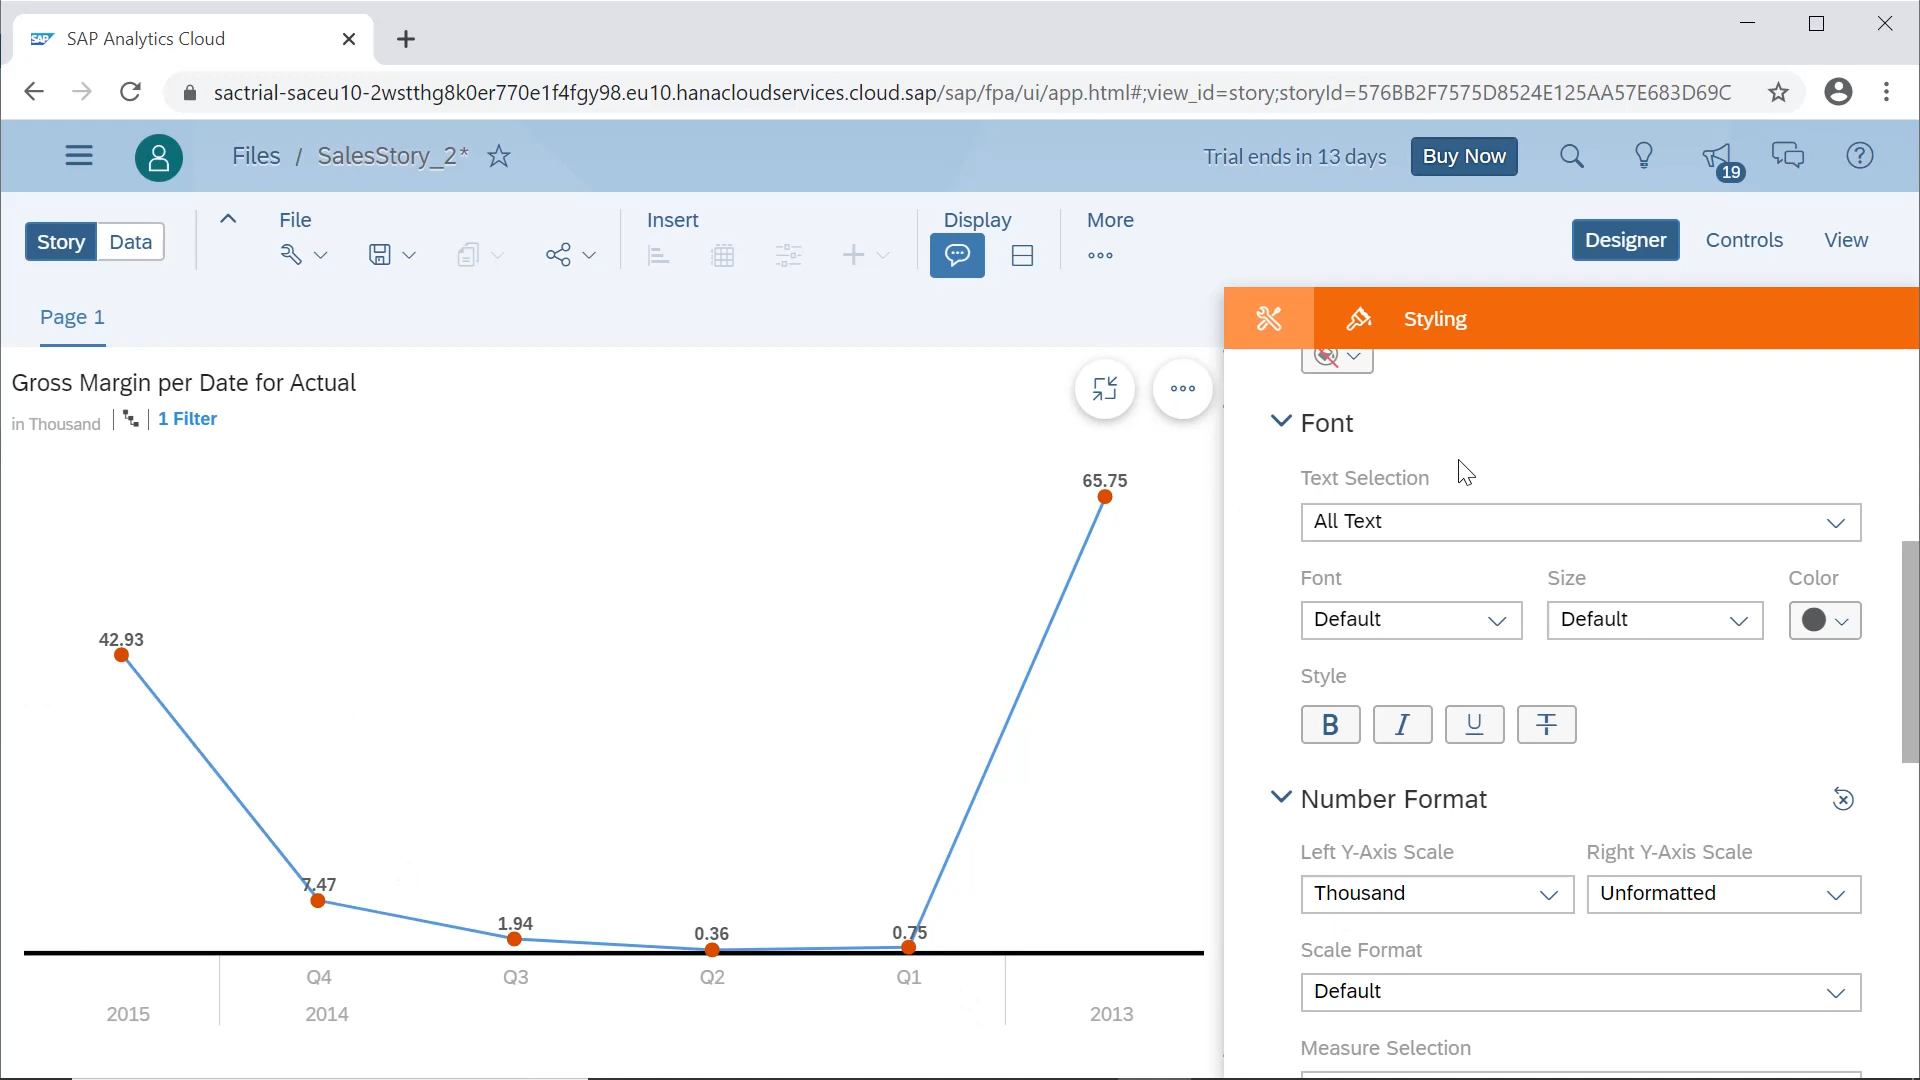 SAP SAP Analytics Cloud
sactrial-saceu10-2wstthg8k0er770e1f4fgy98.eu10.hanacloudservices.cloud.sap/sap/fpa/ui/app.html#;view_id=story;storyId=576BB2F7575D8524E125AA57E683D69C
Files / SalesStory_2*
Trial ends in 13 days
Buy Now
19
Story Data
File
Insert
Display
More
Designer
Controls
View
Page 1
Styling
Gross Margin per Date for Actual
in Thousand
1 Filter
65.75
42.93
7.47
1.94
0.36
0.75
Q4 Q3 Q2 Q1
2015 2014 2013
Font
Text Selection
All Text
Font Size Color
Default Default
Style
B I U T
Number Format
Left Y-Axis Scale Right Y-Axis Scale
Thousand Unformatted
Scale Format
Default
Measure Selection